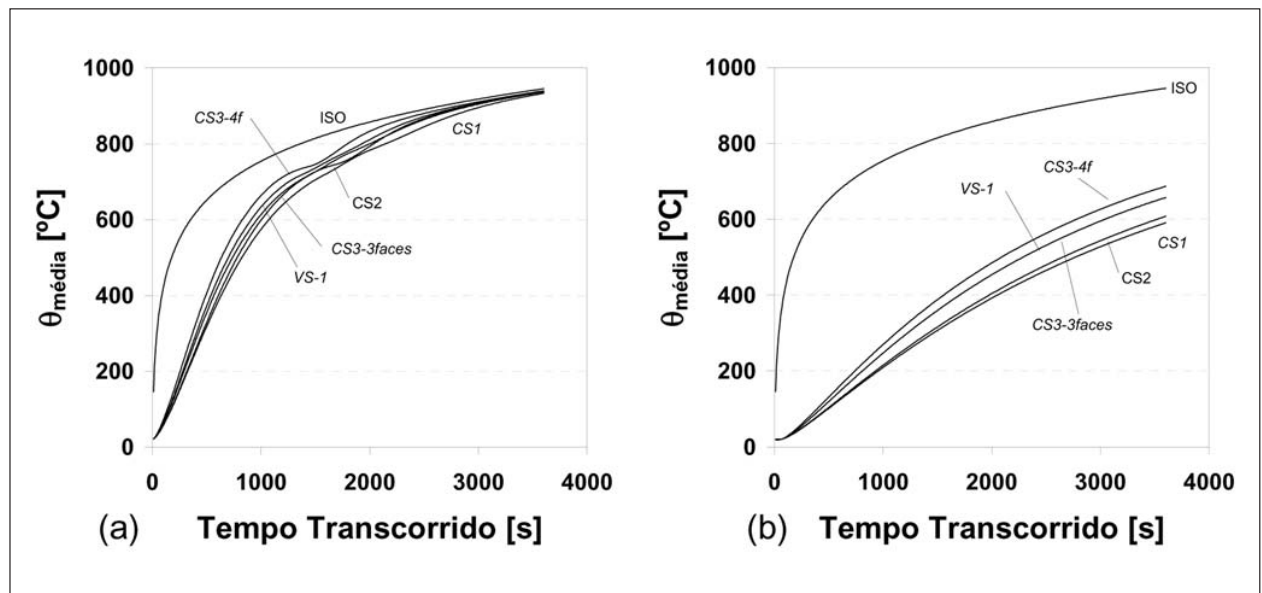 1000
800
600
400
200
0
θmédia [ºC]
0
1000
2000
3000
4000
ISO
CS3-4f
CS1
CS2
CS3-3faces
VS-1
(a)
Tempo Transcorrido [s]
1000
800
600
400
200
0
θmédia [ºC]
0
1000
2000
3000
4000
ISO
CS3-4f
VS-1
CS1
CS2
CS3-3faces
(b)
Tempo Transcorrido [s]